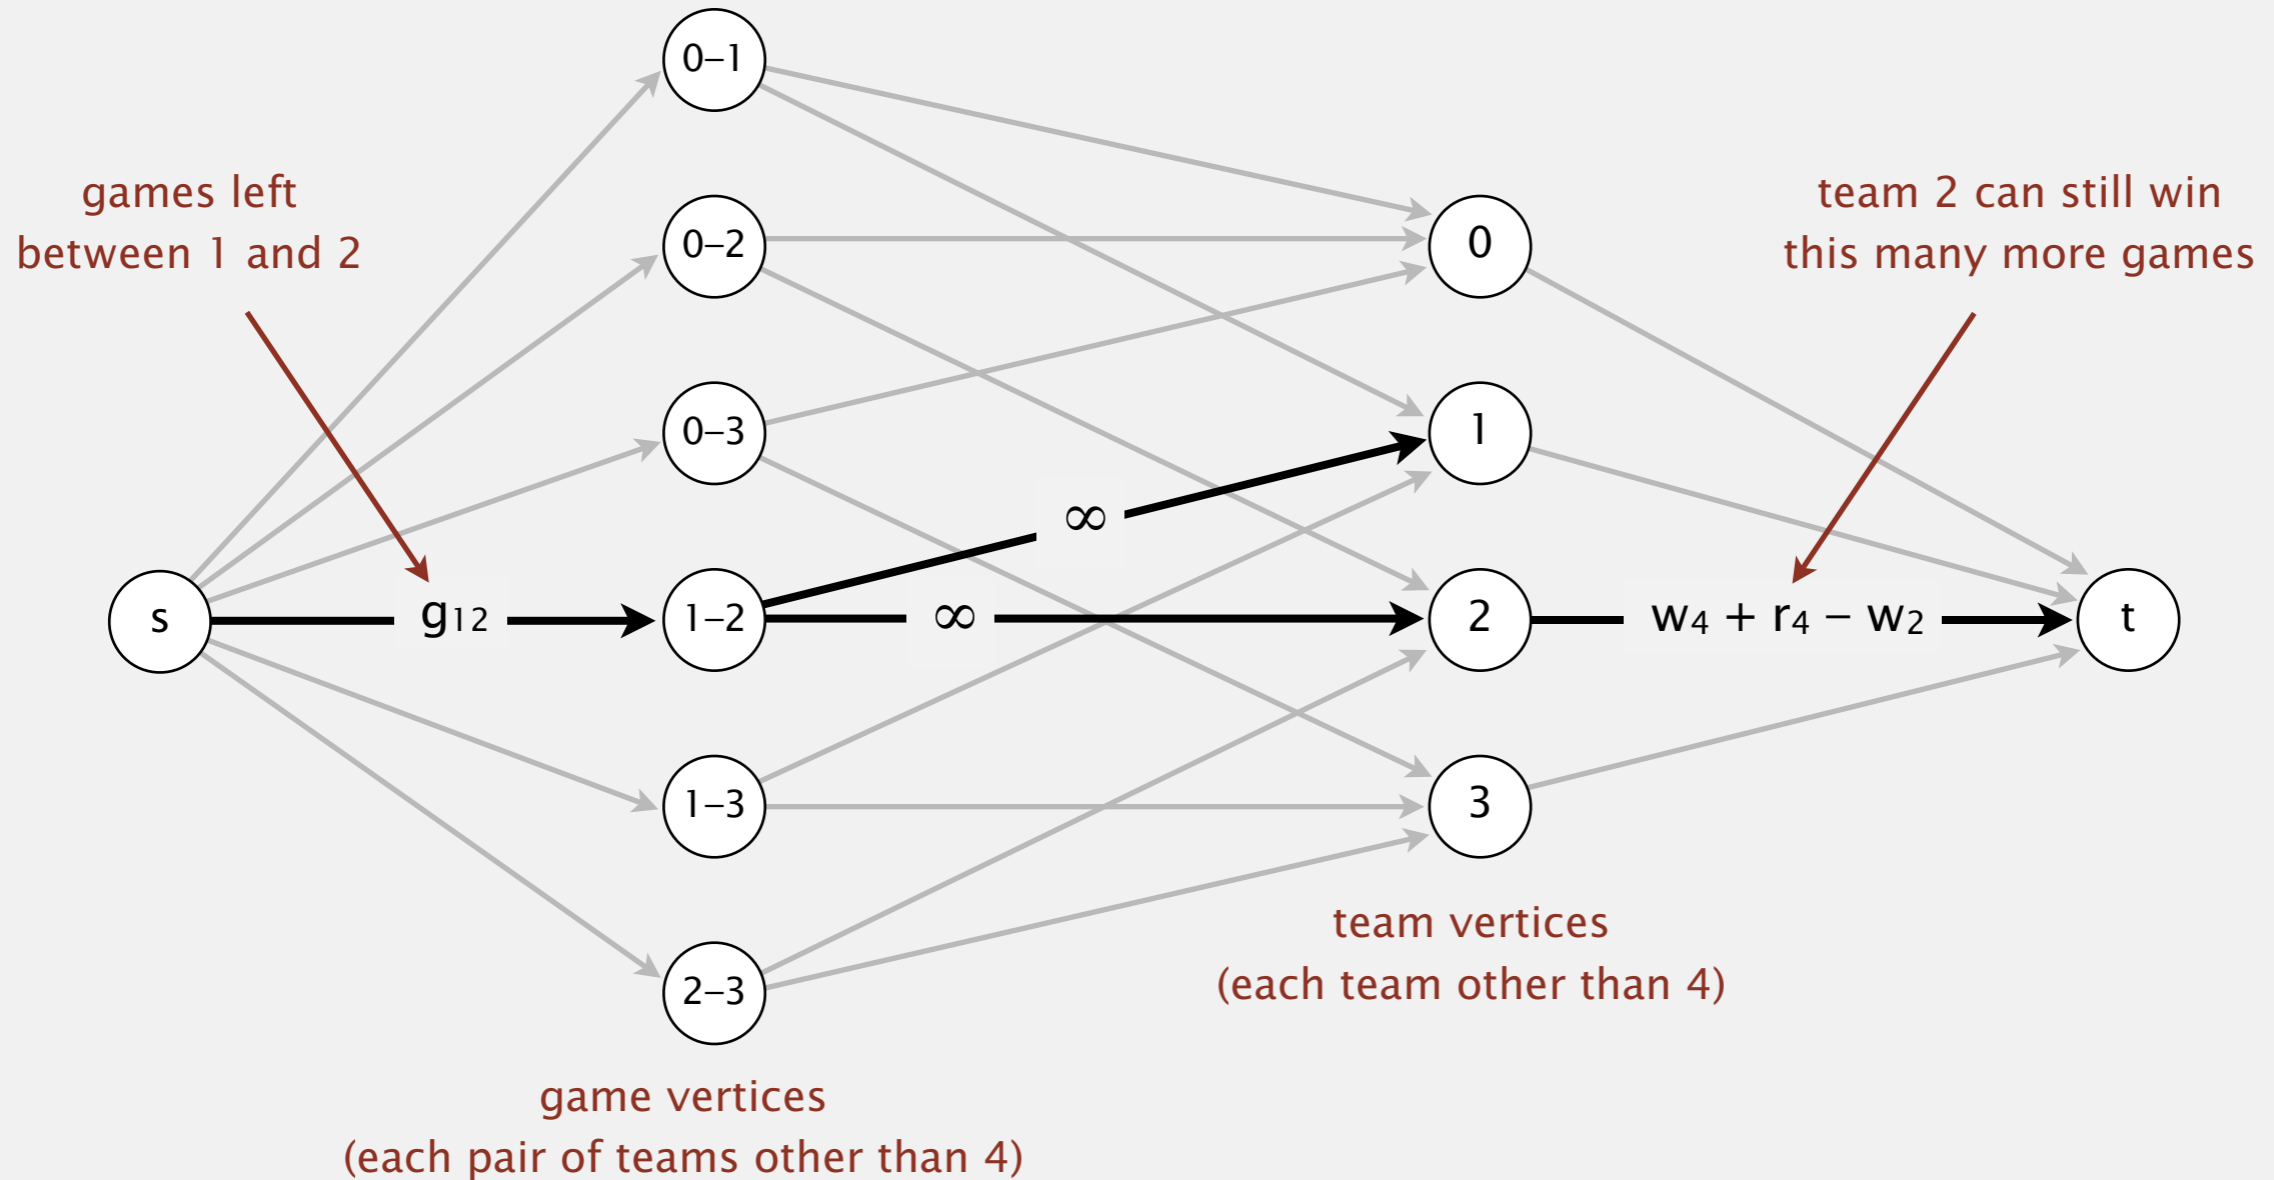 0–1
games left
between 1 and 2
0–2
0
team 2 can still win
this many more games
0–3
1
∞
s
g12
1–2
∞
2
w4 + r4 – w2
t
1–3
3
2–3
team vertices
(each team other than 4)
game vertices
(each pair of teams other than 4)